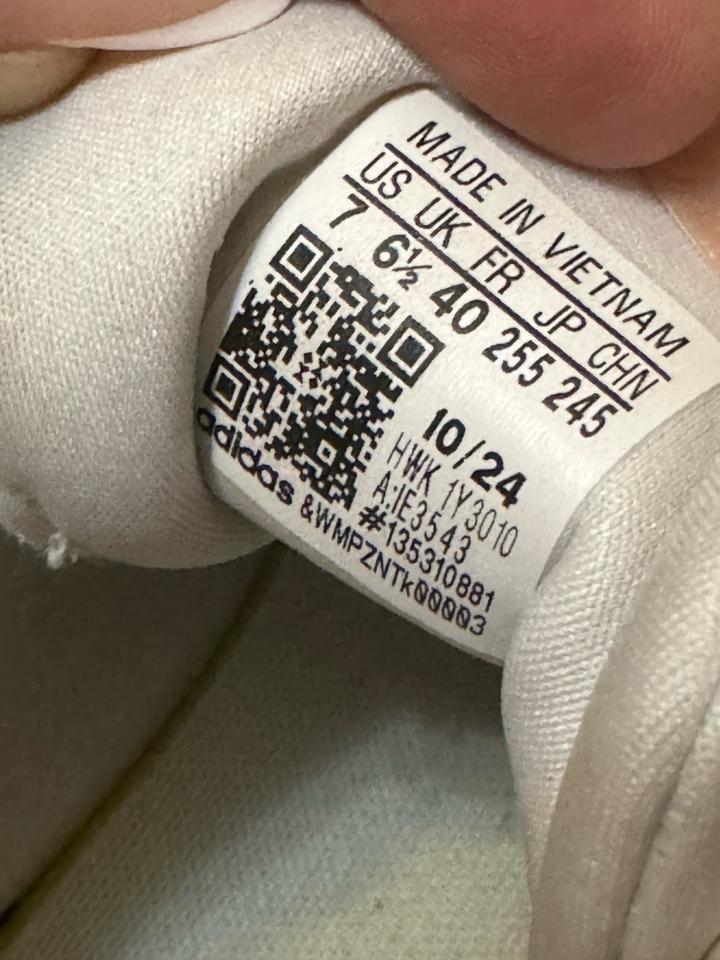 MADE IN VIETNAM
US UK FR JP CHN
7 6½ 40 255 245
10/24
HWK 1Y3010
A:IE3543
#135310881
adidas &WMPZNTk00003